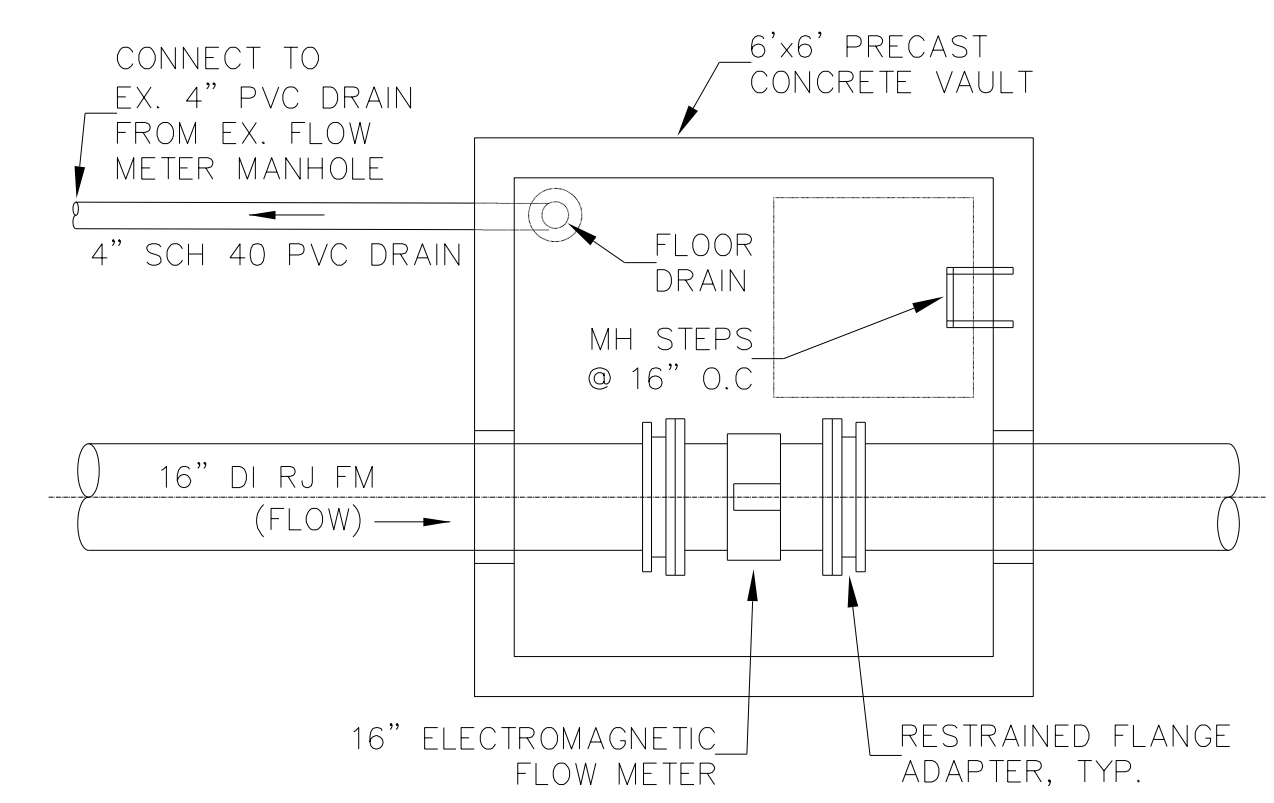 CONNECT TO
EX. 4” PVC DRAIN
FROM EX. FLOW
METER MANHOLE
6’x6’ PRECAST
CONCRETE VAULT
4” SCH 40 PVC DRAIN
FLOOR
DRAIN
MH STEPS
@ 16” O.C
16” DI RJ FM
(FLOW)
16” ELECTROMAGNETIC
FLOW METER
RESTRAINED FLANGE
ADAPTER, TYP.